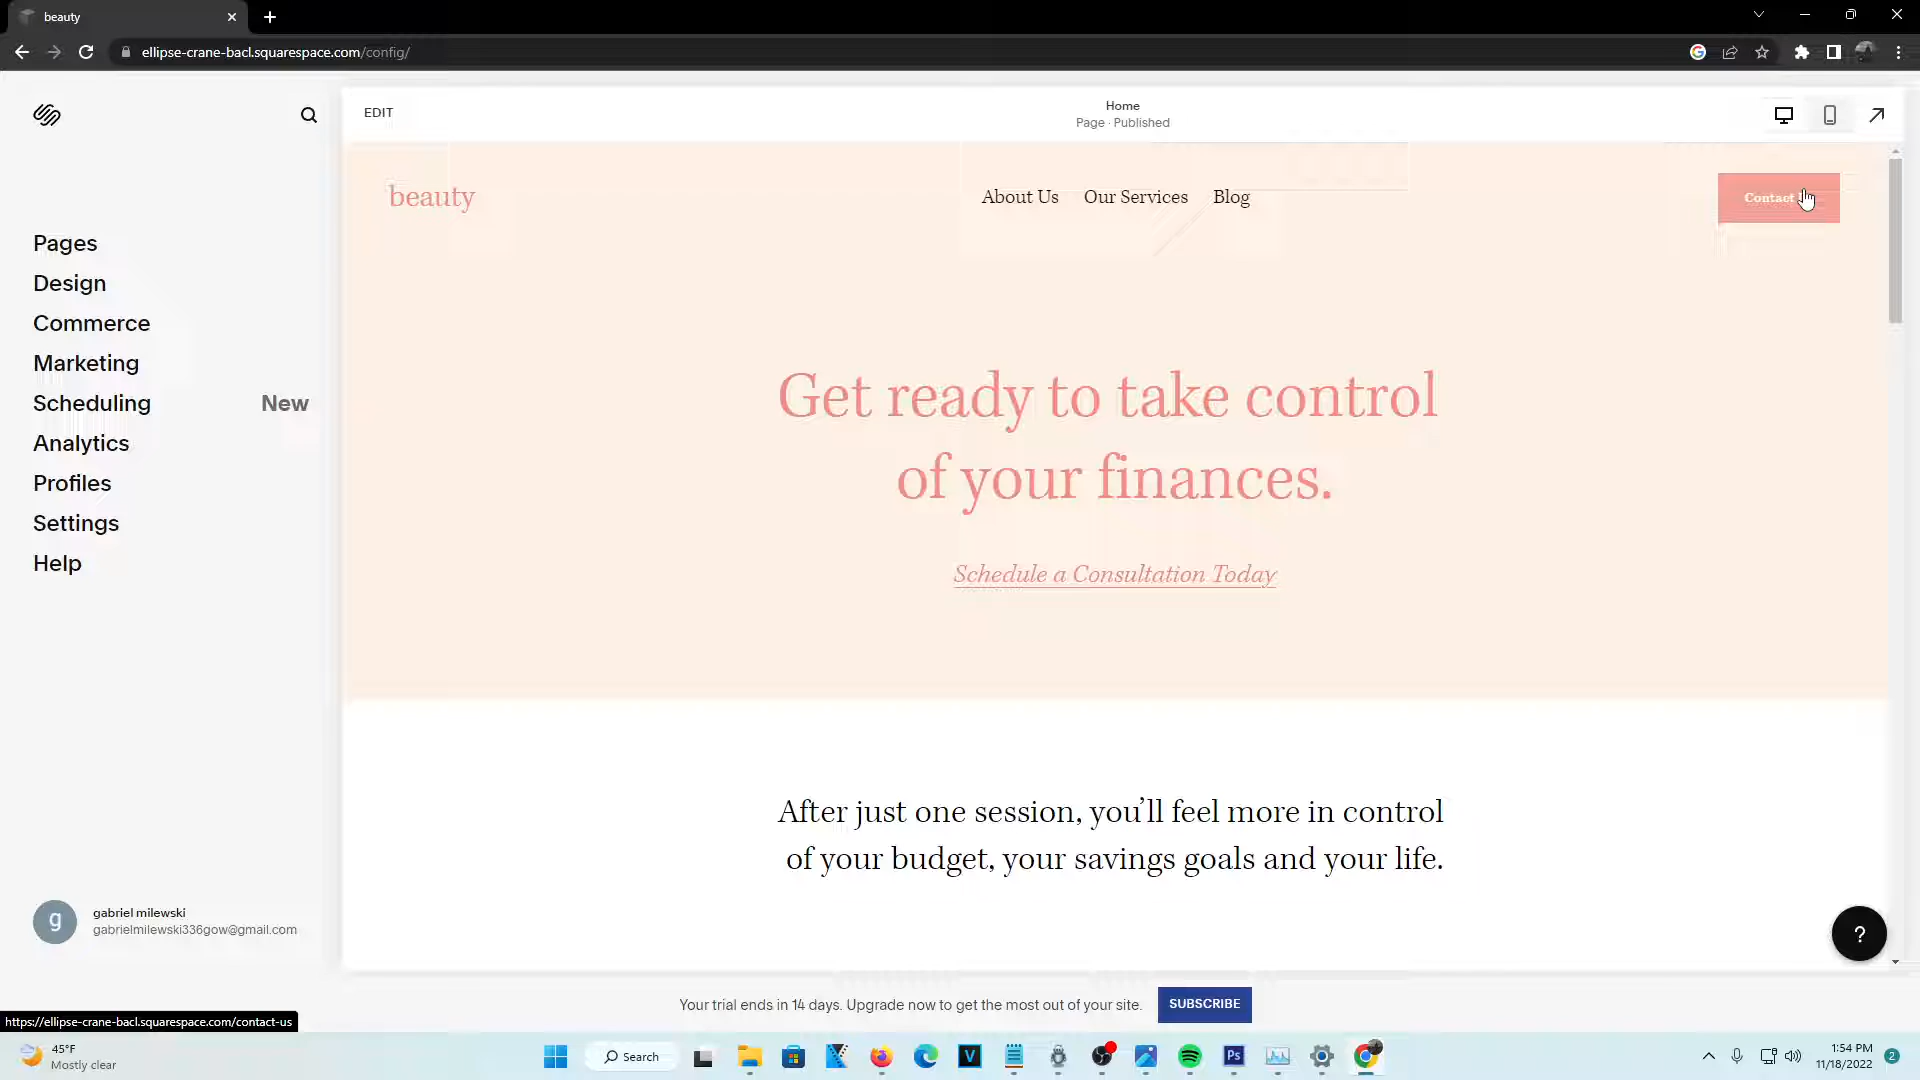 beauty
ellipse-crane-bacl.squarespace.com/config/
EDIT
Home
Page · Published
beauty
About Us
Our Services
Blog
Contact
Pages
Design
Commerce
Marketing
Scheduling
New
Analytics
Profiles
Settings
Help
Get ready to take control
of your finances.
Schedule a Consultation Today
After just one session, you’ll feel more in control
of your budget, your savings goals and your life.
g
gabriel milewski
gabrielmilewski336gow@gmail.com
?
Your trial ends in 14 days. Upgrade now to get the most out of your site.
SUBSCRIBE
https://ellipse-crane-bacl.squarespace.com/contact-us
45°F
Mostly clear
Search
V
Ps
1:54 PM
11/18/2022
2